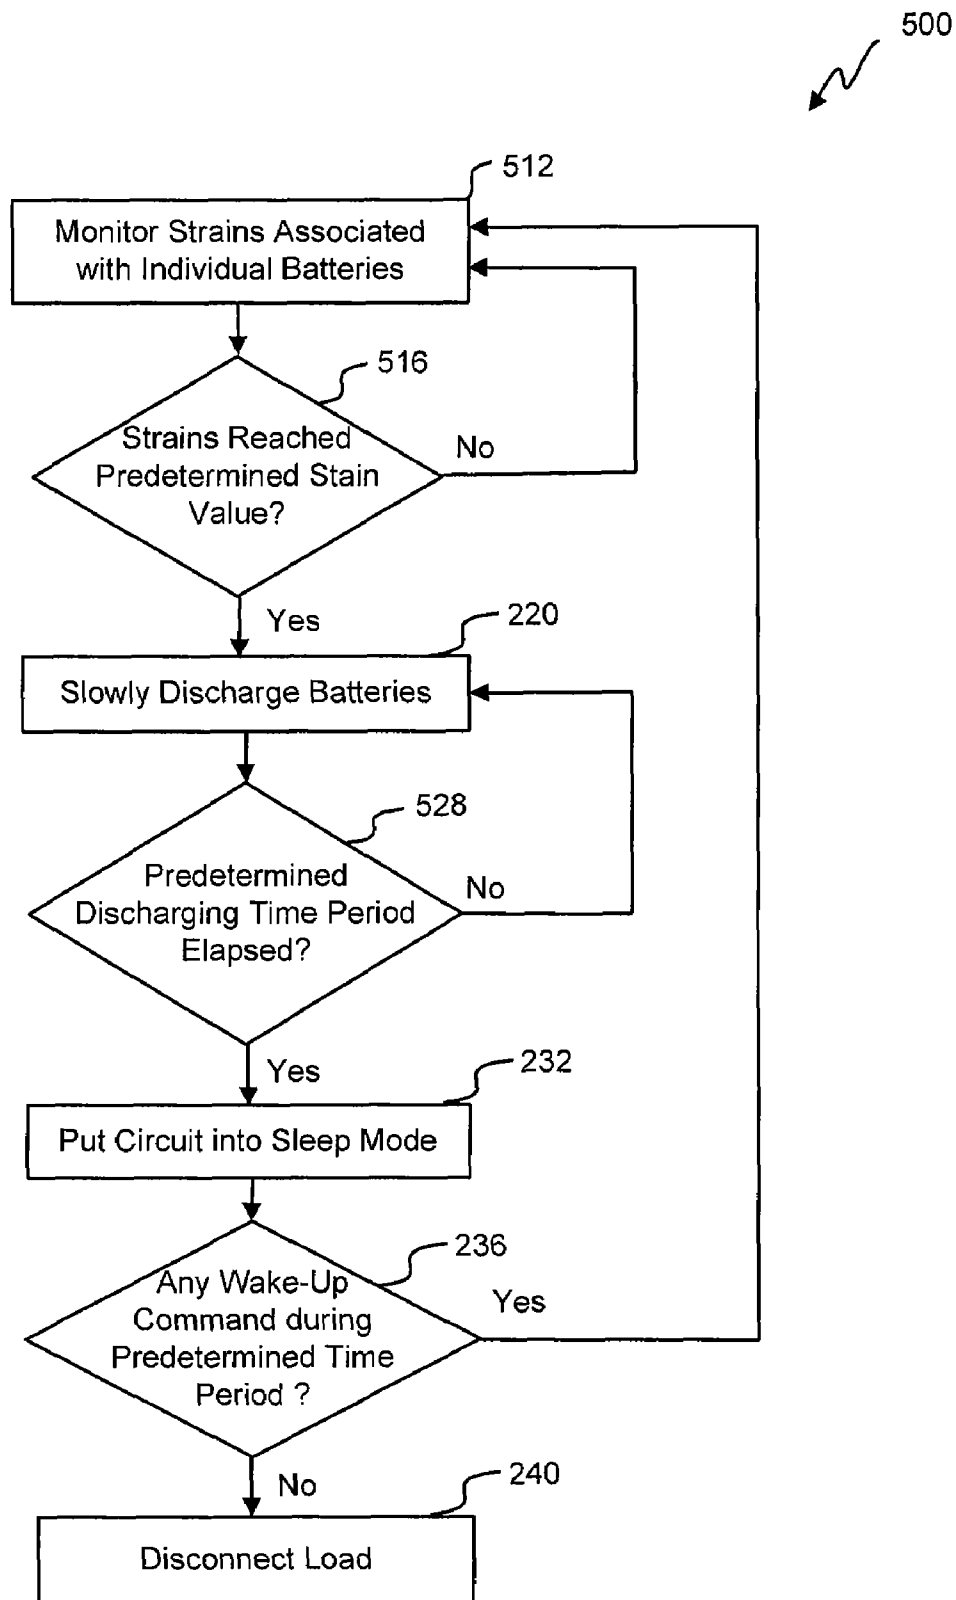 500
512
Monitor Strains Associated
with Individual Batteries
516
Strains Reached
Predetermined Stain
Value?
No
Yes
220
Slowly Discharge Batteries
528
Predetermined
Discharging Time Period
Elapsed?
No
Yes
232
Put Circuit into Sleep Mode
236
Any Wake-Up
Command during
Predetermined Time
Period ?
Yes
No
240
Disconnect Load